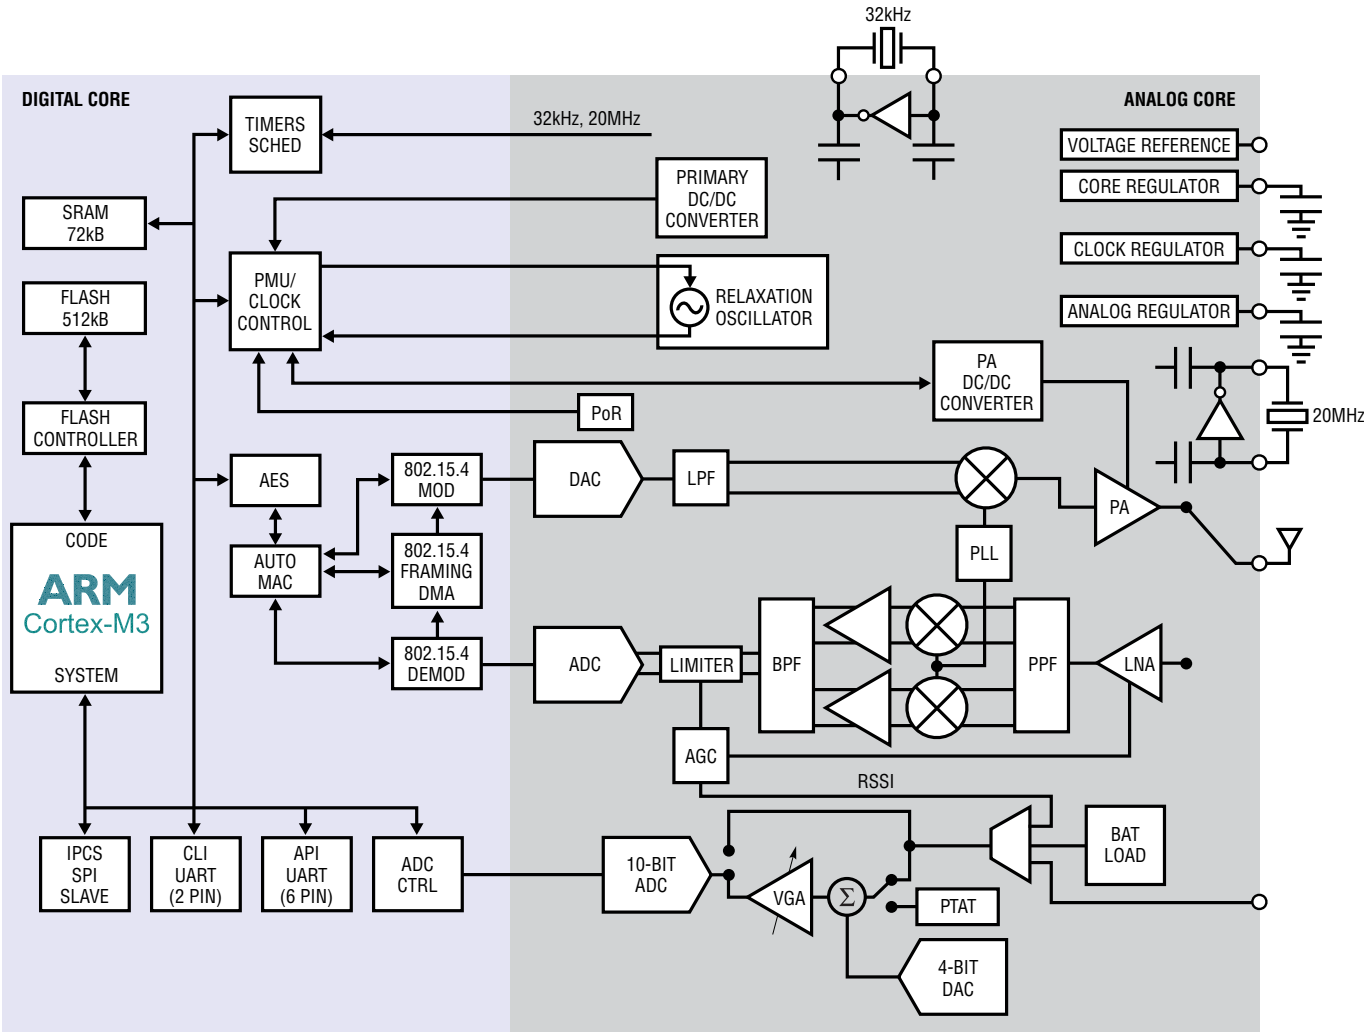 32kHz
DIGITAL CORE
ANALOG CORE
TIMERS
SCHED
32kHz, 20MHz
VOLTAGE REFERENCE
PRIMARY
DC/DC
CONVERTER
CORE REGULATOR
SRAM
72kB
CLOCK REGULATOR
PMU/
CLOCK
CONTROL
RELAXATION
OSCILLATOR
FLASH
512kB
ANALOG REGULATOR
PA
DC/DC
CONVERTER
20MHz
PoR
FLASH
CONTROLLER
AES
802.15.4
MOD
DAC
LPF
PA
CODE
ARM
Cortex-M3
SYSTEM
AUTO
MAC
802.15.4
FRAMING
DMA
PLL
802.15.4
DEMOD
ADC
LIMITER
BPF
PPF
LNA
AGC
RSSI
IPCS
SPI
SLAVE
CLI
UART
(2 PIN)
API
UART
(6 PIN)
ADC
CTRL
10-BIT
ADC
VGA
Σ
BAT
LOAD
PTAT
4-BIT
DAC